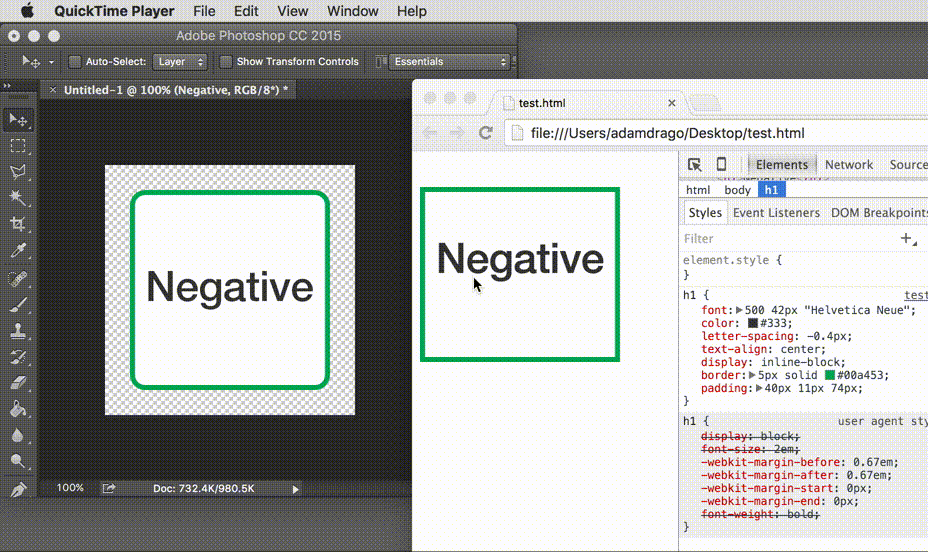 QuickTime Player File Edit View Window Help
Adobe Photoshop CC 2015
Auto-Select: Layer Show Transform Controls Essentials
× Untitled-1 @ 100% (Negative, RGB/8*) *
test.html ×
file:///Users/adamdrago/Desktop/test.html
Negative
100% Doc: 732.4K/980.5K
Negative
Elements Network Source
html body h1
Styles Event Listeners DOM Breakpoints
Filter +
element.style {
}
h1 { test
font: 500 42px "Helvetica Neue";
color: #333;
letter-spacing: -0.4px;
text-align: center;
display: inline-block;
border: 5px solid #00a453;
padding: 40px 11px 74px;
}
h1 { user agent sty
display: block;
font-size: 2em;
-webkit-margin-before: 0.67em;
-webkit-margin-after: 0.67em;
-webkit-margin-start: 0px;
-webkit-margin-end: 0px;
font-weight: bold;
}